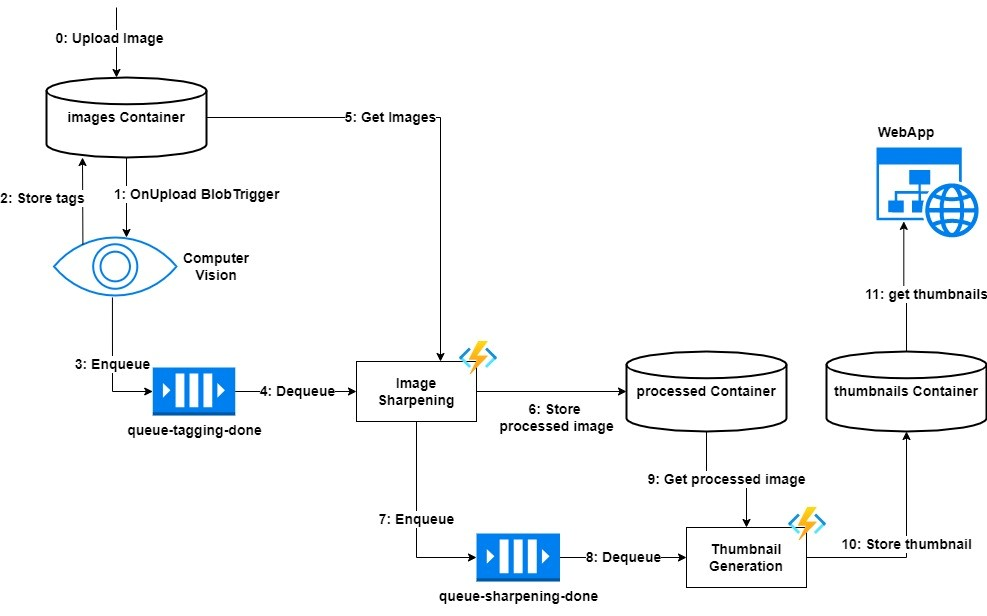 0: Upload Image
images Container
5: Get Images
WebApp
2: Store tags
1: OnUpload BlobTrigger
Computer
Vision
11: get thumbnails
3: Enqueue
4: Dequeue
Image
Sharpening
processed Container
thumbnails Container
queue-tagging-done
6: Store
processed image
9: Get processed image
7: Enqueue
8: Dequeue
Thumbnail
Generation
10: Store thumbnail
queue-sharpening-done